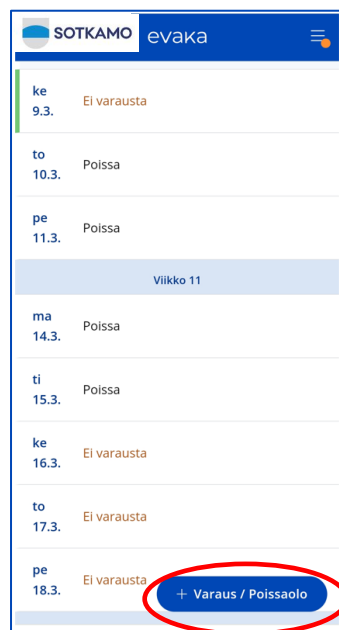 SOTKAMO evaka
ke
9.3.
Ei varausta
to
10.3.
Poissa
pe
11.3.
Poissa
Viikko 11
ma
14.3.
Poissa
ti
15.3.
Poissa
ke
16.3.
Ei varausta
to
17.3.
Ei varausta
pe
18.3.
Ei varausta
+ Varaus / Poissaolo